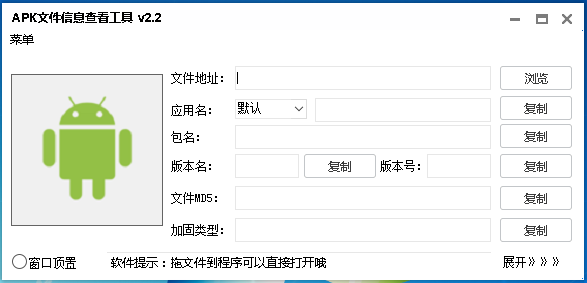 APK文件信息查看工具 v2.2
菜单
文件地址: 浏览
应用名: 默认 复制
包名: 复制
版本名: 复制 版本号: 复制
文件MD5: 复制
加固类型: 复制
窗口顶置 软件提示:拖文件到程序可以直接打开哦 展开》》》